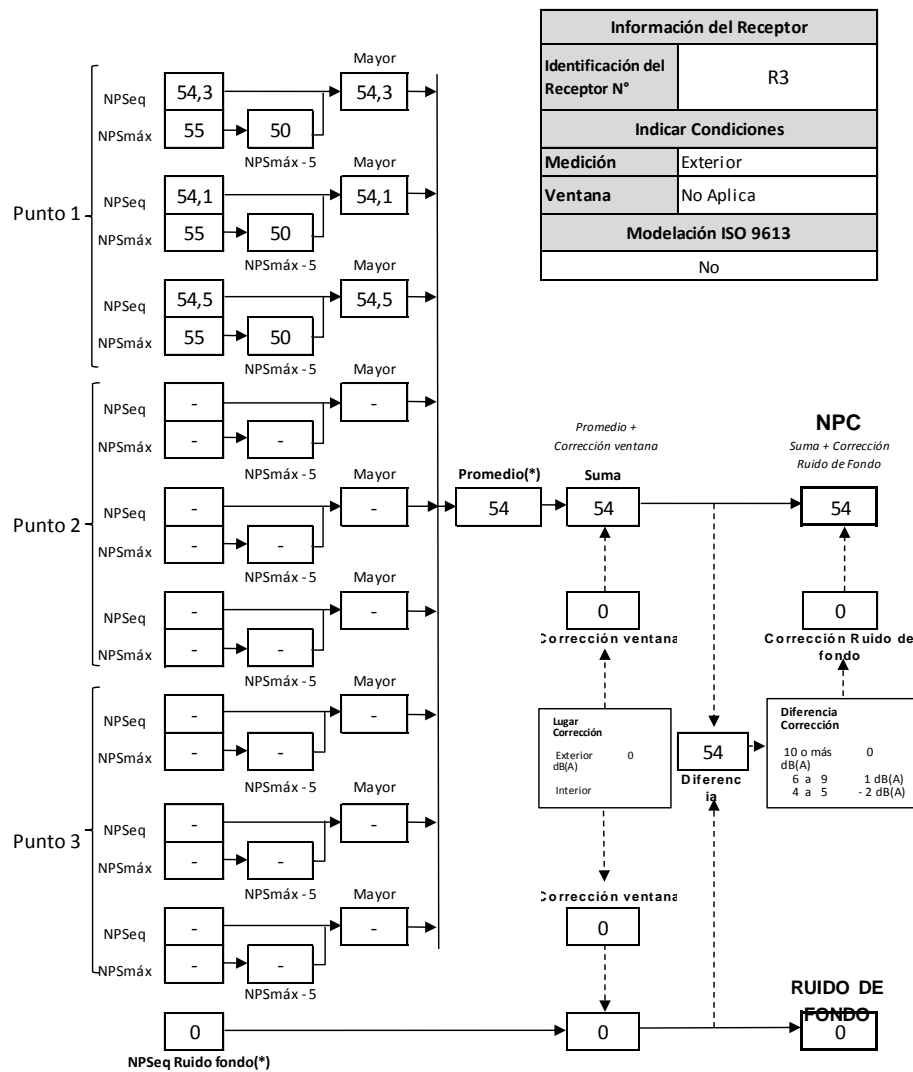 Información del Receptor
Identificación del
Receptor N°
R3
Indicar Condiciones
Medición Exterior
Ventana No Aplica
Modelación ISO 9613
No
Punto 1
Mayor
NPSeq 54,3 54,3
NPSmáx 55 50
NPSmáx - 5
Mayor
NPSeq 54,1 54,1
NPSmáx 55 50
NPSmáx - 5
Mayor
NPSeq 54,5 54,5
NPSmáx 55 50
NPSmáx - 5
Punto 2
Mayor
NPSeq - -
NPSmáx - -
NPSmáx - 5
Mayor
NPSeq - -
NPSmáx - -
NPSmáx - 5
Mayor
NPSeq - -
NPSmáx - -
NPSmáx - 5
Punto 3
Mayor
NPSeq - -
NPSmáx - -
NPSmáx - 5
Mayor
NPSeq - -
NPSmáx - -
NPSmáx - 5
Mayor
NPSeq - -
NPSmáx - -
NPSmáx - 5
Promedio(*)
54
Promedio +
Corrección ventana
Suma
54
0
Corrección ventana
NPC
Suma + Corrección
Ruido de Fondo
54
0
Corrección Ruido de
fondo
Lugar
Corrección
Exterior 0
dB(A)
Interior
54
Diferenc
ia
Diferencia
Corrección
10 o más 0
dB(A)
6 a 9 1 dB(A)
4 a 5 - 2 dB(A)
Corrección ventana
0
0
NPSeq Ruido fondo(*)
0
RUIDO DE
FONDO
0